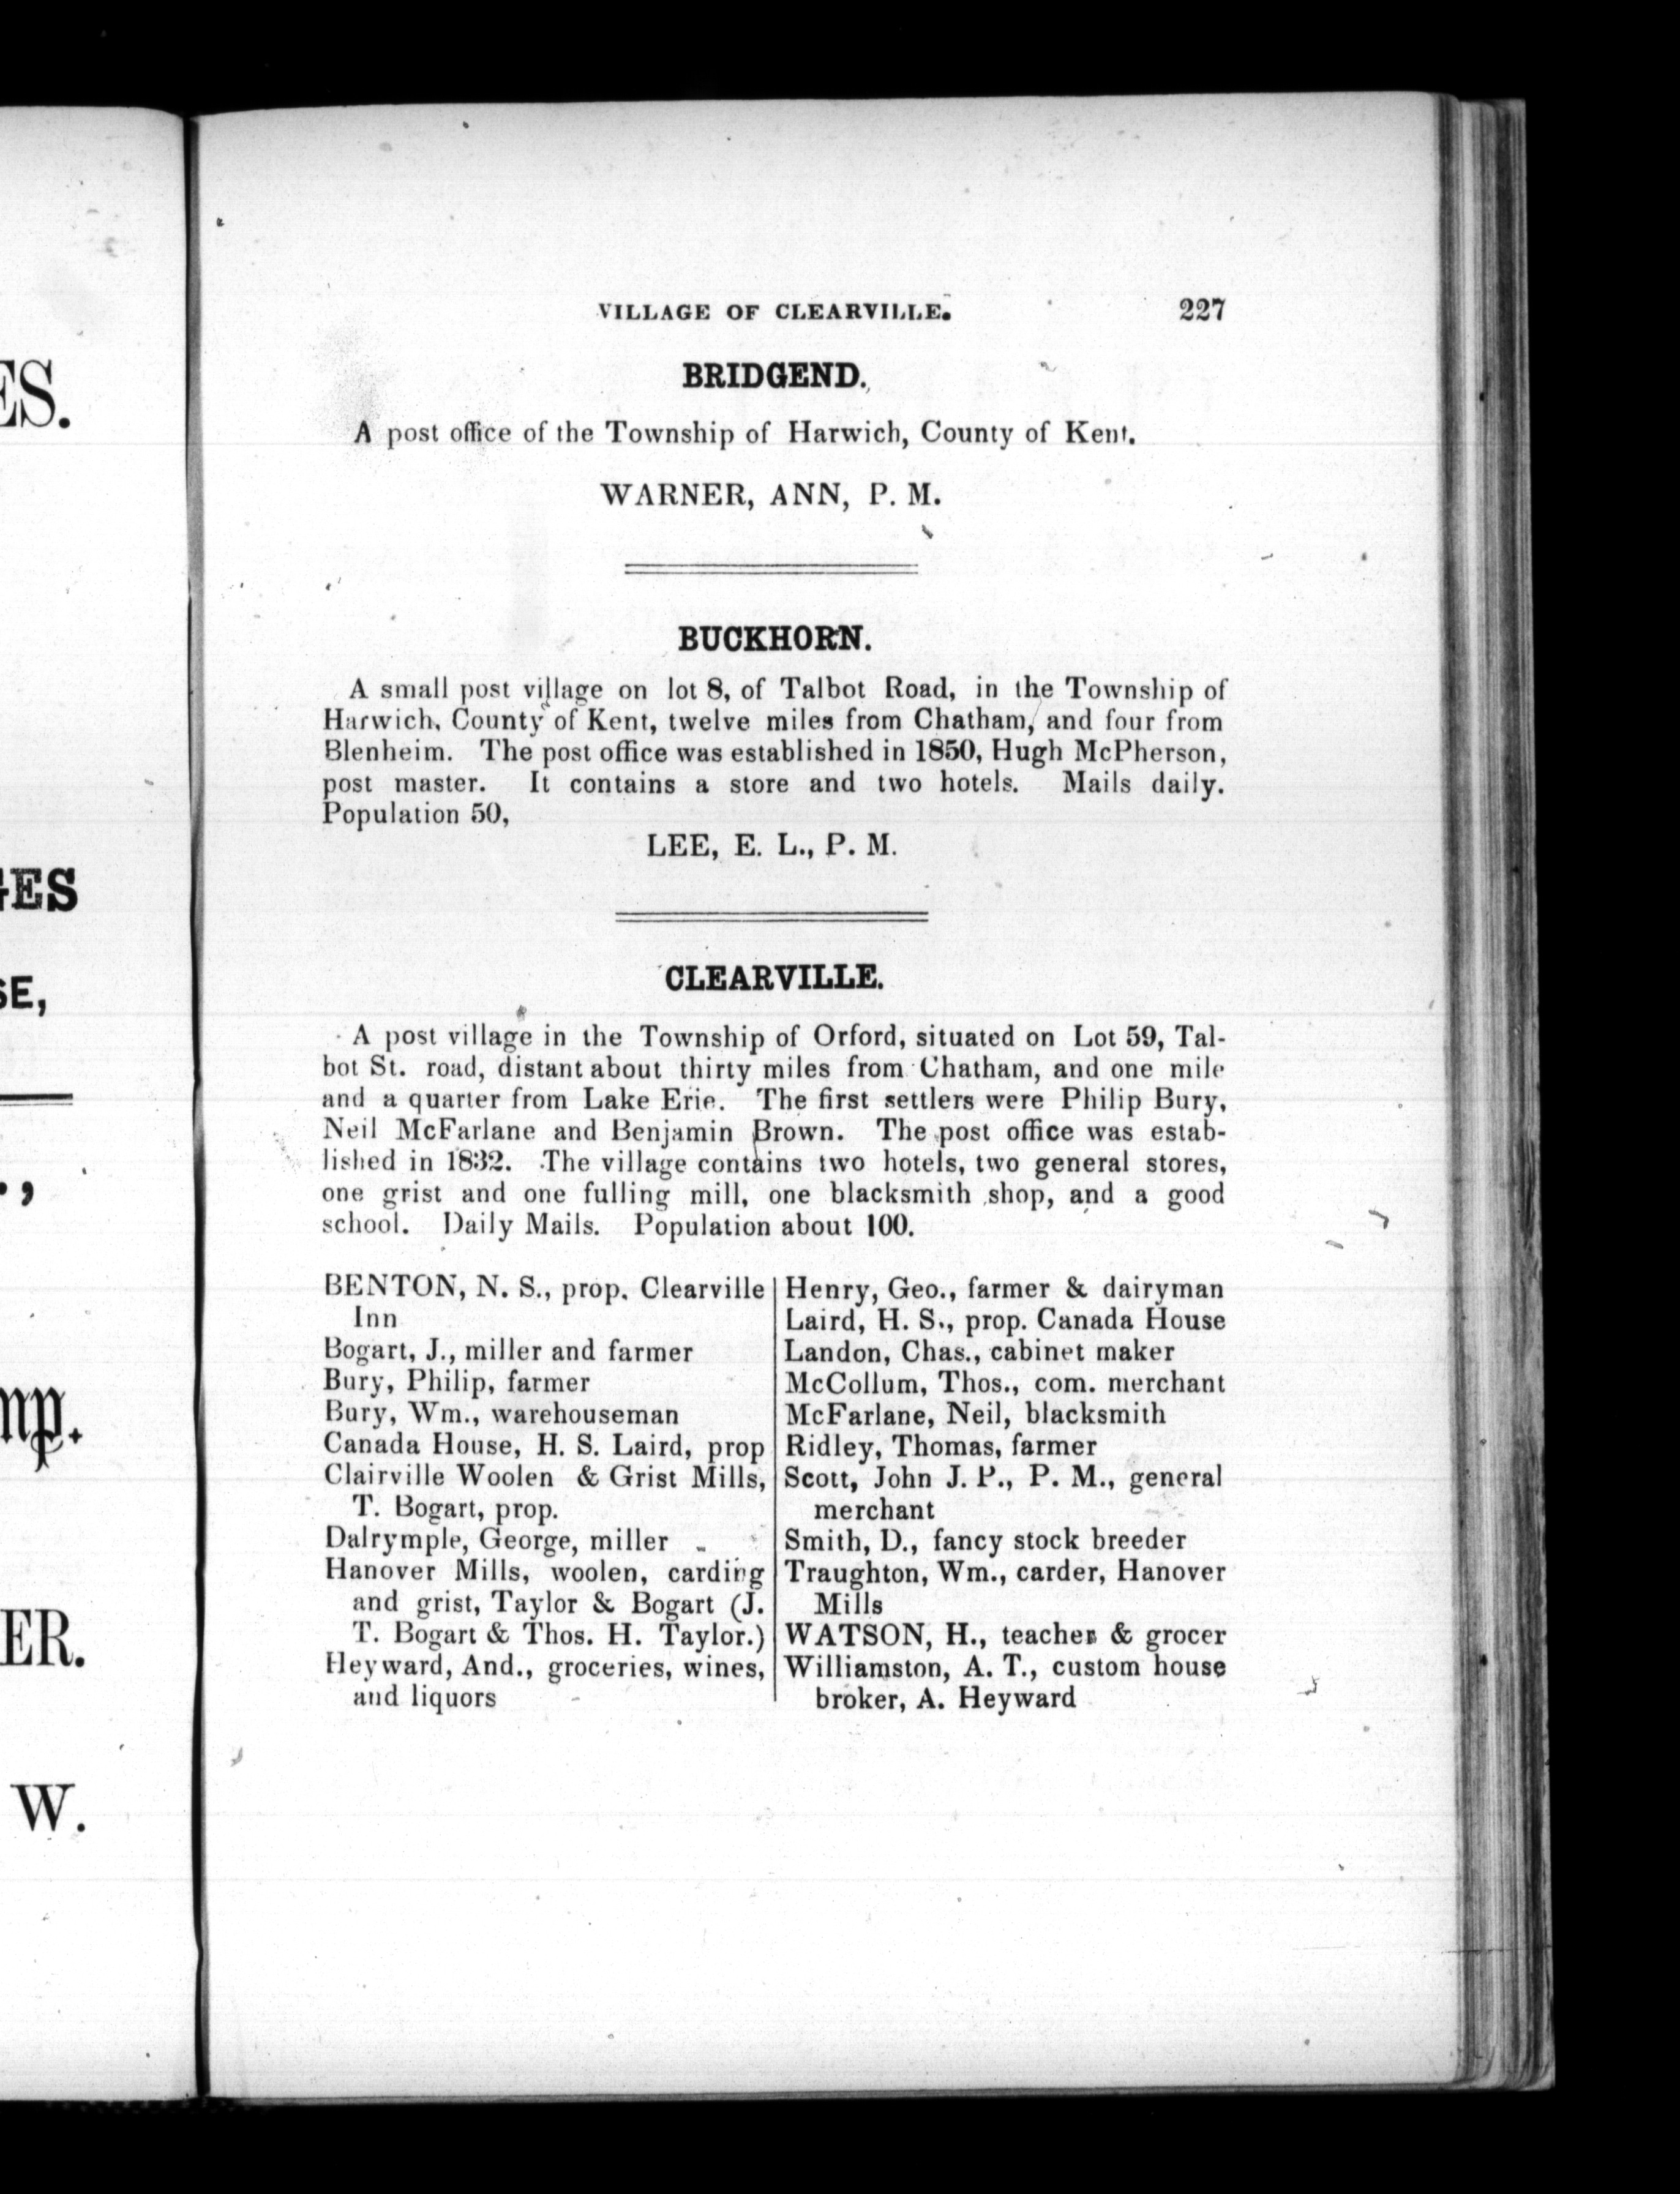 ES.
GES
SE,
.,
mp.
ER.
W.
VILLAGE OF CLEARVILLE. 227
BRIDGEND.
A post office of the Township of Harwich, County of Kent.
WARNER, ANN, P. M.
BUCKHORN.
A small post village on lot 8, of Talbot Road, in the Township of
Harwich, County of Kent, twelve miles from Chatham, and four from
Blenheim. The post office was established in 1850, Hugh McPherson,
post master. It contains a store and two hotels. Mails daily.
Population 50,
LEE, E. L., P. M.
CLEARVILLE.
A post village in the Township of Orford, situated on Lot 59, Tal-
bot St. road, distant about thirty miles from Chatham, and one mile
and a quarter from Lake Erie. The first settlers were Philip Bury,
Neil McFarlane and Benjamin Brown. The post office was estab-
lished in 1832. The village contains two hotels, two general stores,
one grist and one fulling mill, one blacksmith shop, and a good
school. Daily Mails. Population about 100.
BENTON, N. S., prop. Clearville
Inn
Bogart, J., miller and farmer
Bury, Philip, farmer
Bury, Wm., warehouseman
Canada House, H. S. Laird, prop
Clairville Woolen & Grist Mills,
T. Bogart, prop.
Dalrymple, George, miller
Hanover Mills, woolen, carding
and grist, Taylor & Bogart (J.
T. Bogart & Thos. H. Taylor.)
Heyward, And., groceries, wines,
and liquors
Henry, Geo., farmer & dairyman
Laird, H. S., prop. Canada House
Landon, Chas., cabinet maker
McCollum, Thos., com. merchant
McFarlane, Neil, blacksmith
Ridley, Thomas, farmer
Scott, John J. P., P. M., general
merchant
Smith, D., fancy stock breeder
Traughton, Wm., carder, Hanover
Mills
WATSON, H., teacher & grocer
Williamston, A. T., custom house
broker, A. Heyward